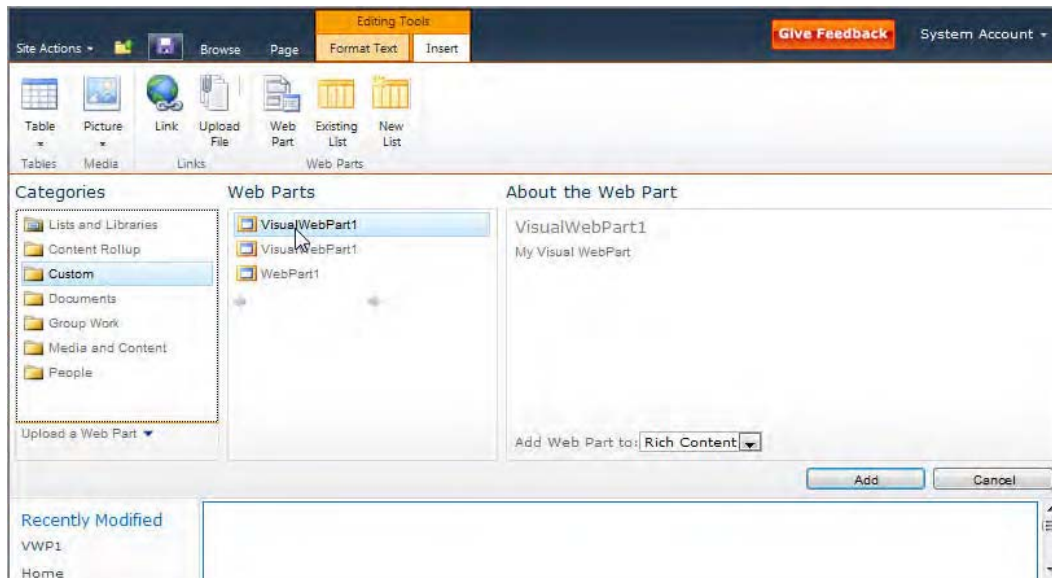 Editing Tools
Site Actions
Browse
Page
Format Text
Insert
Give Feedback
System Account
Table
Picture
Link
Upload File
Web Part
Existing List
New List
Tables
Media
Links
Web Parts
Categories
Lists and Libraries
Content Rollup
Custom
Documents
Group Work
Media and Content
People
Upload a Web Part
Web Parts
VisualWebPart1
VisualWebPart1
WebPart1
About the Web Part
VisualWebPart1
My Visual WebPart
Add Web Part to: Rich Content
Add
Cancel
Recently Modified
VWP1
Home